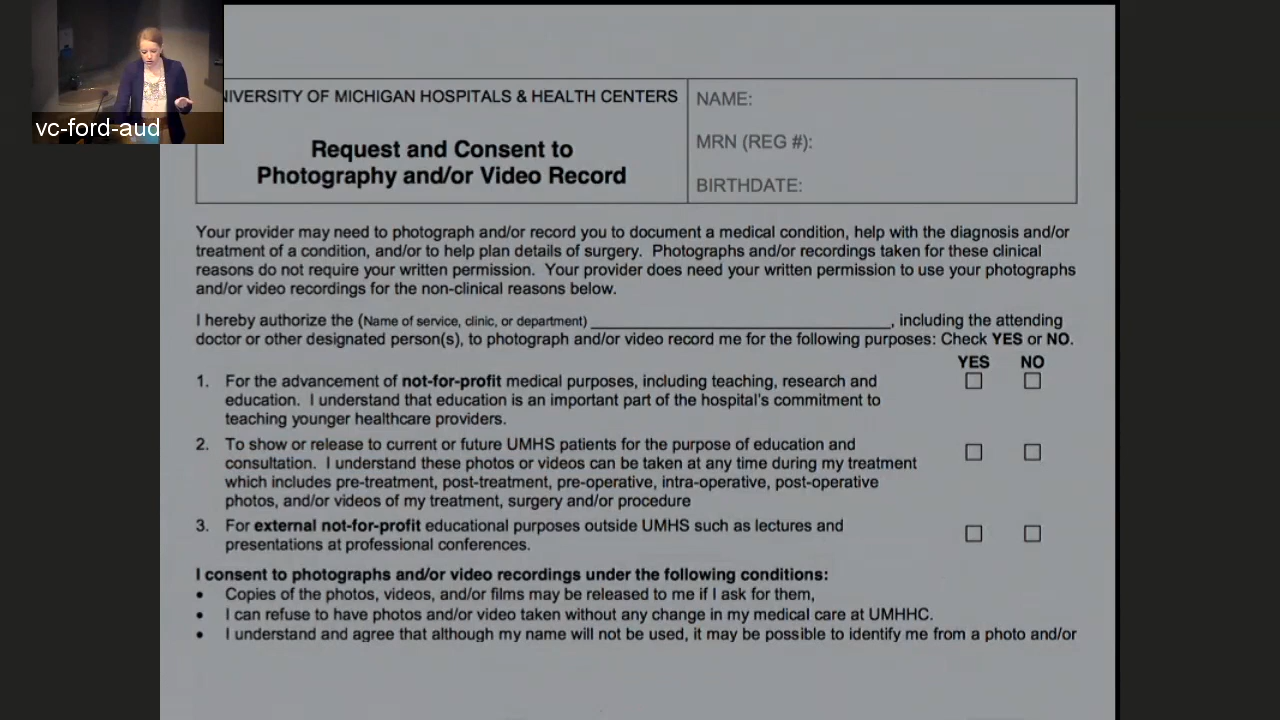 vc-ford-aud
NIVERSITY OF MICHIGAN HOSPITALS & HEALTH CENTERS
Request and Consent to
Photography and/or Video Record
NAME:
MRN (REG #):
BIRTHDATE:
Your provider may need to photograph and/or record you to document a medical condition, help with the diagnosis and/or
treatment of a condition, and/or to help plan details of surgery. Photographs and/or recordings taken for these clinical
reasons do not require your written permission. Your provider does need your written permission to use your photographs
and/or video recordings for the non-clinical reasons below.
I hereby authorize the (Name of service, clinic, or department) ______________________________, including the attending
doctor or other designated person(s), to photograph and/or video record me for the following purposes: Check YES or NO.
YES NO
1. For the advancement of not-for-profit medical purposes, including teaching, research and
education. I understand that education is an important part of the hospital's commitment to
teaching younger healthcare providers.
2. To show or release to current or future UMHS patients for the purpose of education and
consultation. I understand these photos or videos can be taken at any time during my treatment
which includes pre-treatment, post-treatment, pre-operative, intra-operative, post-operative
photos, and/or videos of my treatment, surgery and/or procedure
3. For external not-for-profit educational purposes outside UMHS such as lectures and
presentations at professional conferences.
I consent to photographs and/or video recordings under the following conditions:
• Copies of the photos, videos, and/or films may be released to me if I ask for them,
• I can refuse to have photos and/or video taken without any change in my medical care at UMHHC.
• I understand and agree that although my name will not be used, it may be possible to identify me from a photo and/or